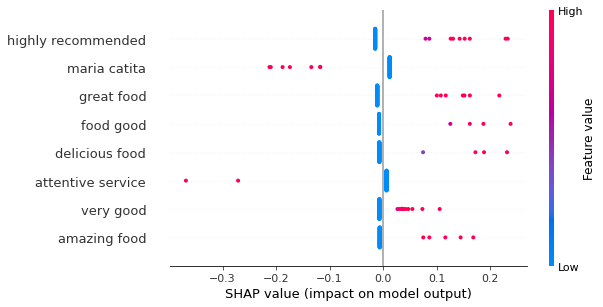 High
highly recommended
maria catita
great food
food good
delicious food
attentive service
very good
amazing food
Low
Feature value
−0.3 −0.2 −0.1 0.0 0.1 0.2
SHAP value (impact on model output)